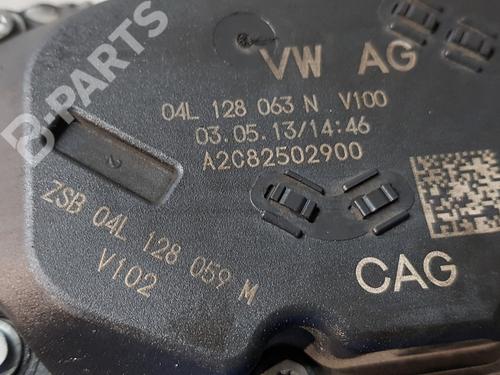 B-PARTS
VW AG
04L 128 063 N V100
03.05.13/14:46
A2C82502900
ZSB 04L 128 059 M
V102
CAG